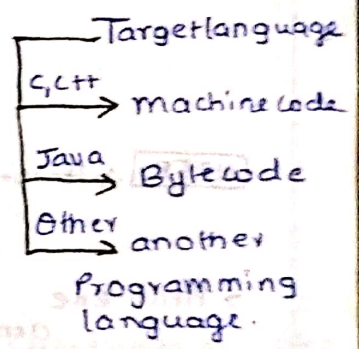 Targetlanguage
C, C++
machine code
Java
Bytecode
Other
another
Programming
language.